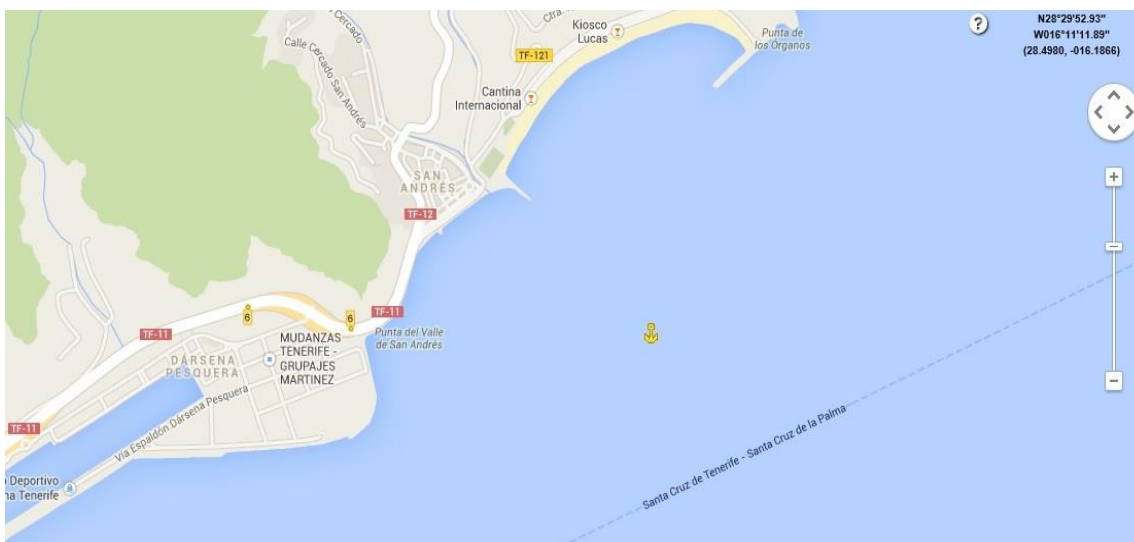 Cercado
Calle Cercado San Andrés
Kiosco
Lucas
TF-121
Cantina
Internacional
Punta de
los Órganos
?
N28°29'52.93"
W016°11'11.89"
(28.4980, -016.1866)
SAN
ANDRÉS
TF-12
TF-11
6
6
TF-11
Punta del Valle
de San Andrés
MUDANZAS
TENERIFE -
GRUPAJES
MARTINEZ
DÁRSENA
PESQUERA
Vía Espaldón Dársena Pesquera
TF-11
Deportivo
Tenerife
Santa Cruz de Tenerife - Santa Cruz de la Palma
+
−